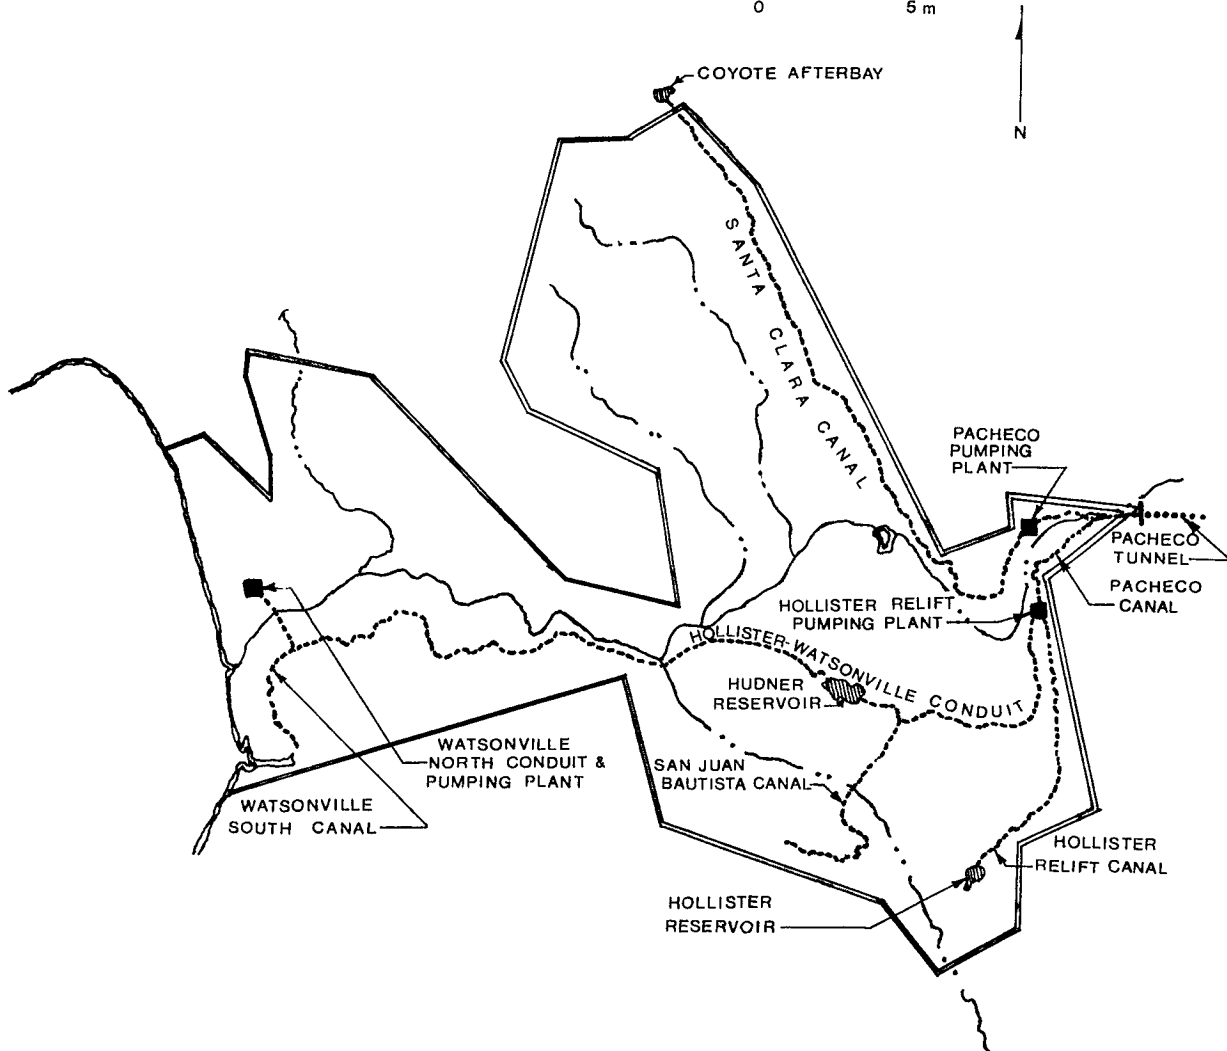 0 5 m
N
COYOTE AFTERBAY
SANTA CLARA CANAL
PACHECO
PUMPING
PLANT
PACHECO
TUNNEL
PACHECO
CANAL
HOLLISTER RELIFT
PUMPING PLANT
HOLLISTER-WATSONVILLE CONDUIT
HUDNER
RESERVOIR
SAN JUAN
BAUTISTA CANAL
WATSONVILLE
NORTH CONDUIT &
PUMPING PLANT
WATSONVILLE
SOUTH CANAL
HOLLISTER
RELIFT CANAL
HOLLISTER
RESERVOIR